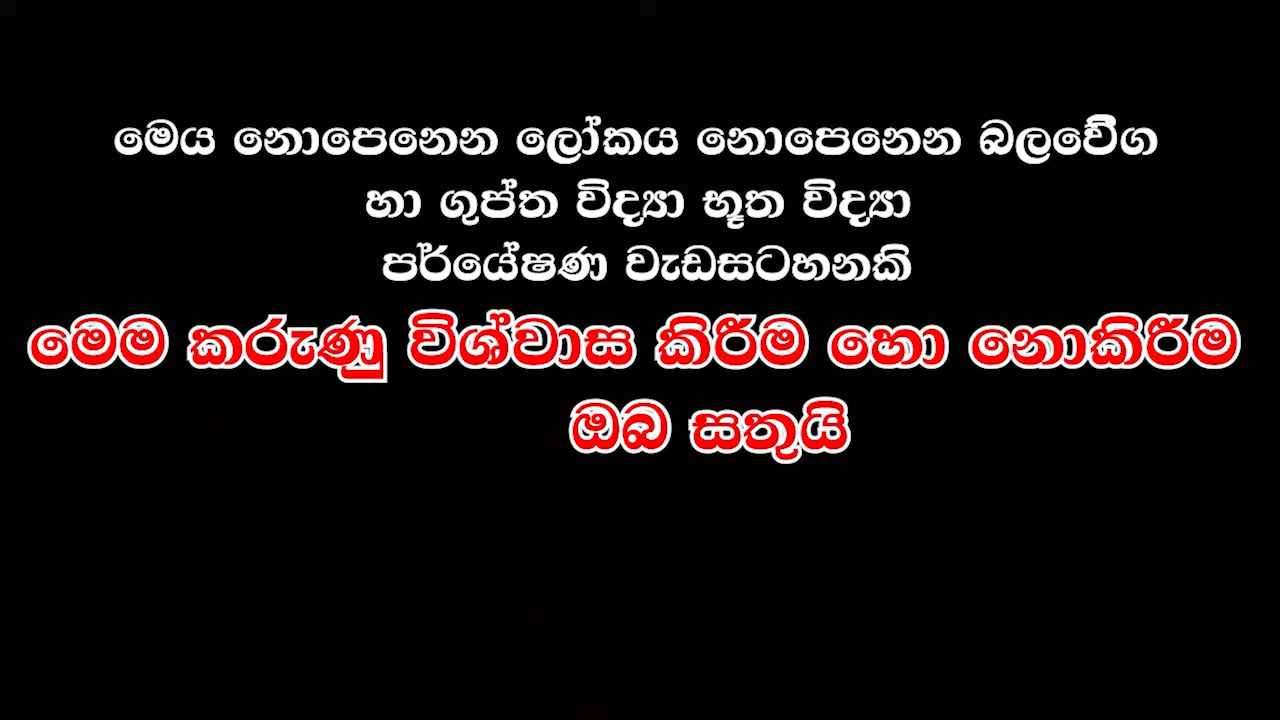 මෙය නොපෙනෙන ලෝකය නොපෙනෙන බලවේග
හා ගුප්ත විද්‍යා භූත විද්‍යා
පර්යේෂණ වැඩසටහනකි
මෙම කරුණු විශ්වාස කිරීම හො නොකිරීම
ඔබ සතුයි